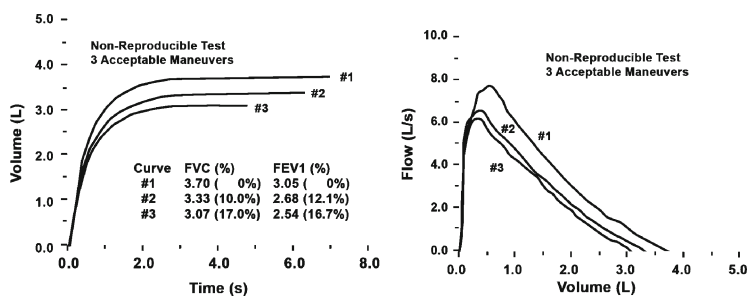 5.0
Non-Reproducible Test
3 Acceptable Maneuvers
4.0
#1
#2
#3
3.0
Volume (L)
2.0
Curve FVC (%) FEV1 (%)
#1 3.70 ( 0%) 3.05 ( 0%)
#2 3.33 (10.0%) 2.68 (12.1%)
#3 3.07 (17.0%) 2.54 (16.7%)
1.0
0.0
0.0 2.0 4.0 6.0 8.0
Time (s)
10.0
Non-Reproducible Test
3 Acceptable Maneuvers
8.0
#1
#2
#3
6.0
Flow (L/s)
4.0
2.0
0.0
0.0 1.0 2.0 3.0 4.0 5.0
Volume (L)